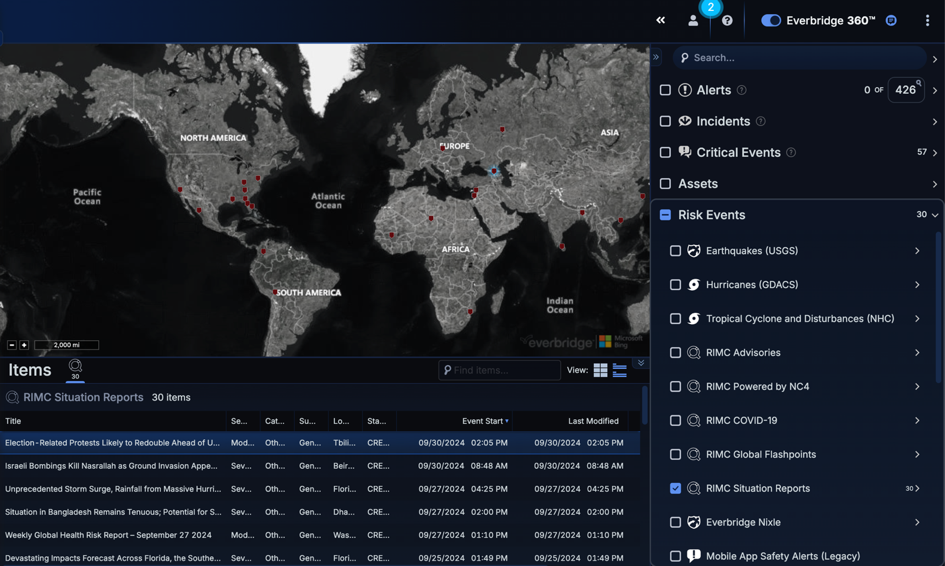 2
Everbridge 360™
Search...
Alerts
0 OF 426
Incidents
Critical Events
57
Assets
Risk Events
30
Earthquakes (USGS)
Hurricanes (GDACS)
Tropical Cyclone and Disturbances (NHC)
RIMC Advisories
RIMC Powered by NC4
RIMC COVID-19
RIMC Global Flashpoints
RIMC Situation Reports
30
Everbridge Nixle
Mobile App Safety Alerts (Legacy)
NORTH AMERICA
EUROPE
ASIA
Pacific
Ocean
Atlantic
Ocean
AFRICA
SOUTH AMERICA
Indian
Ocean
2,000 mi
everbridge
Microsoft
Bing
Items
30
Find items...
View:
RIMC Situation Reports 30 items
Title Se... Cat... Su... Lo... Sta... Event Start Last Modified
Election-Related Protests Likely to Redouble Ahead of U... Mod... Oth... Gen... Tbili... CRE... 09/30/2024 02:05 PM 09/30/2024 02:05 PM
Israeli Bombings Kill Nasrallah as Ground Invasion Appe... Sev... Oth... Gen... Beir... CRE... 09/30/2024 08:48 AM 09/30/2024 08:48 AM
Unprecedented Storm Surge, Rainfall from Massive Hurri... Sev... Oth... Gen... Flori... CRE... 09/27/2024 04:25 PM 09/27/2024 04:25 PM
Situation in Bangladesh Remains Tenuous; Potential for S... Sev... Oth... Gen... Dha... CRE... 09/27/2024 02:00 PM 09/27/2024 02:00 PM
Weekly Global Health Risk Report – September 27 2024 Mod... Oth... Gen... Was... CRE... 09/27/2024 01:10 PM 09/27/2024 01:10 PM
Devastating Impacts Forecast Across Florida, the Southe... Sev... Oth... Gen... Flori... CRE... 09/25/2024 01:49 PM 09/25/2024 01:49 PM